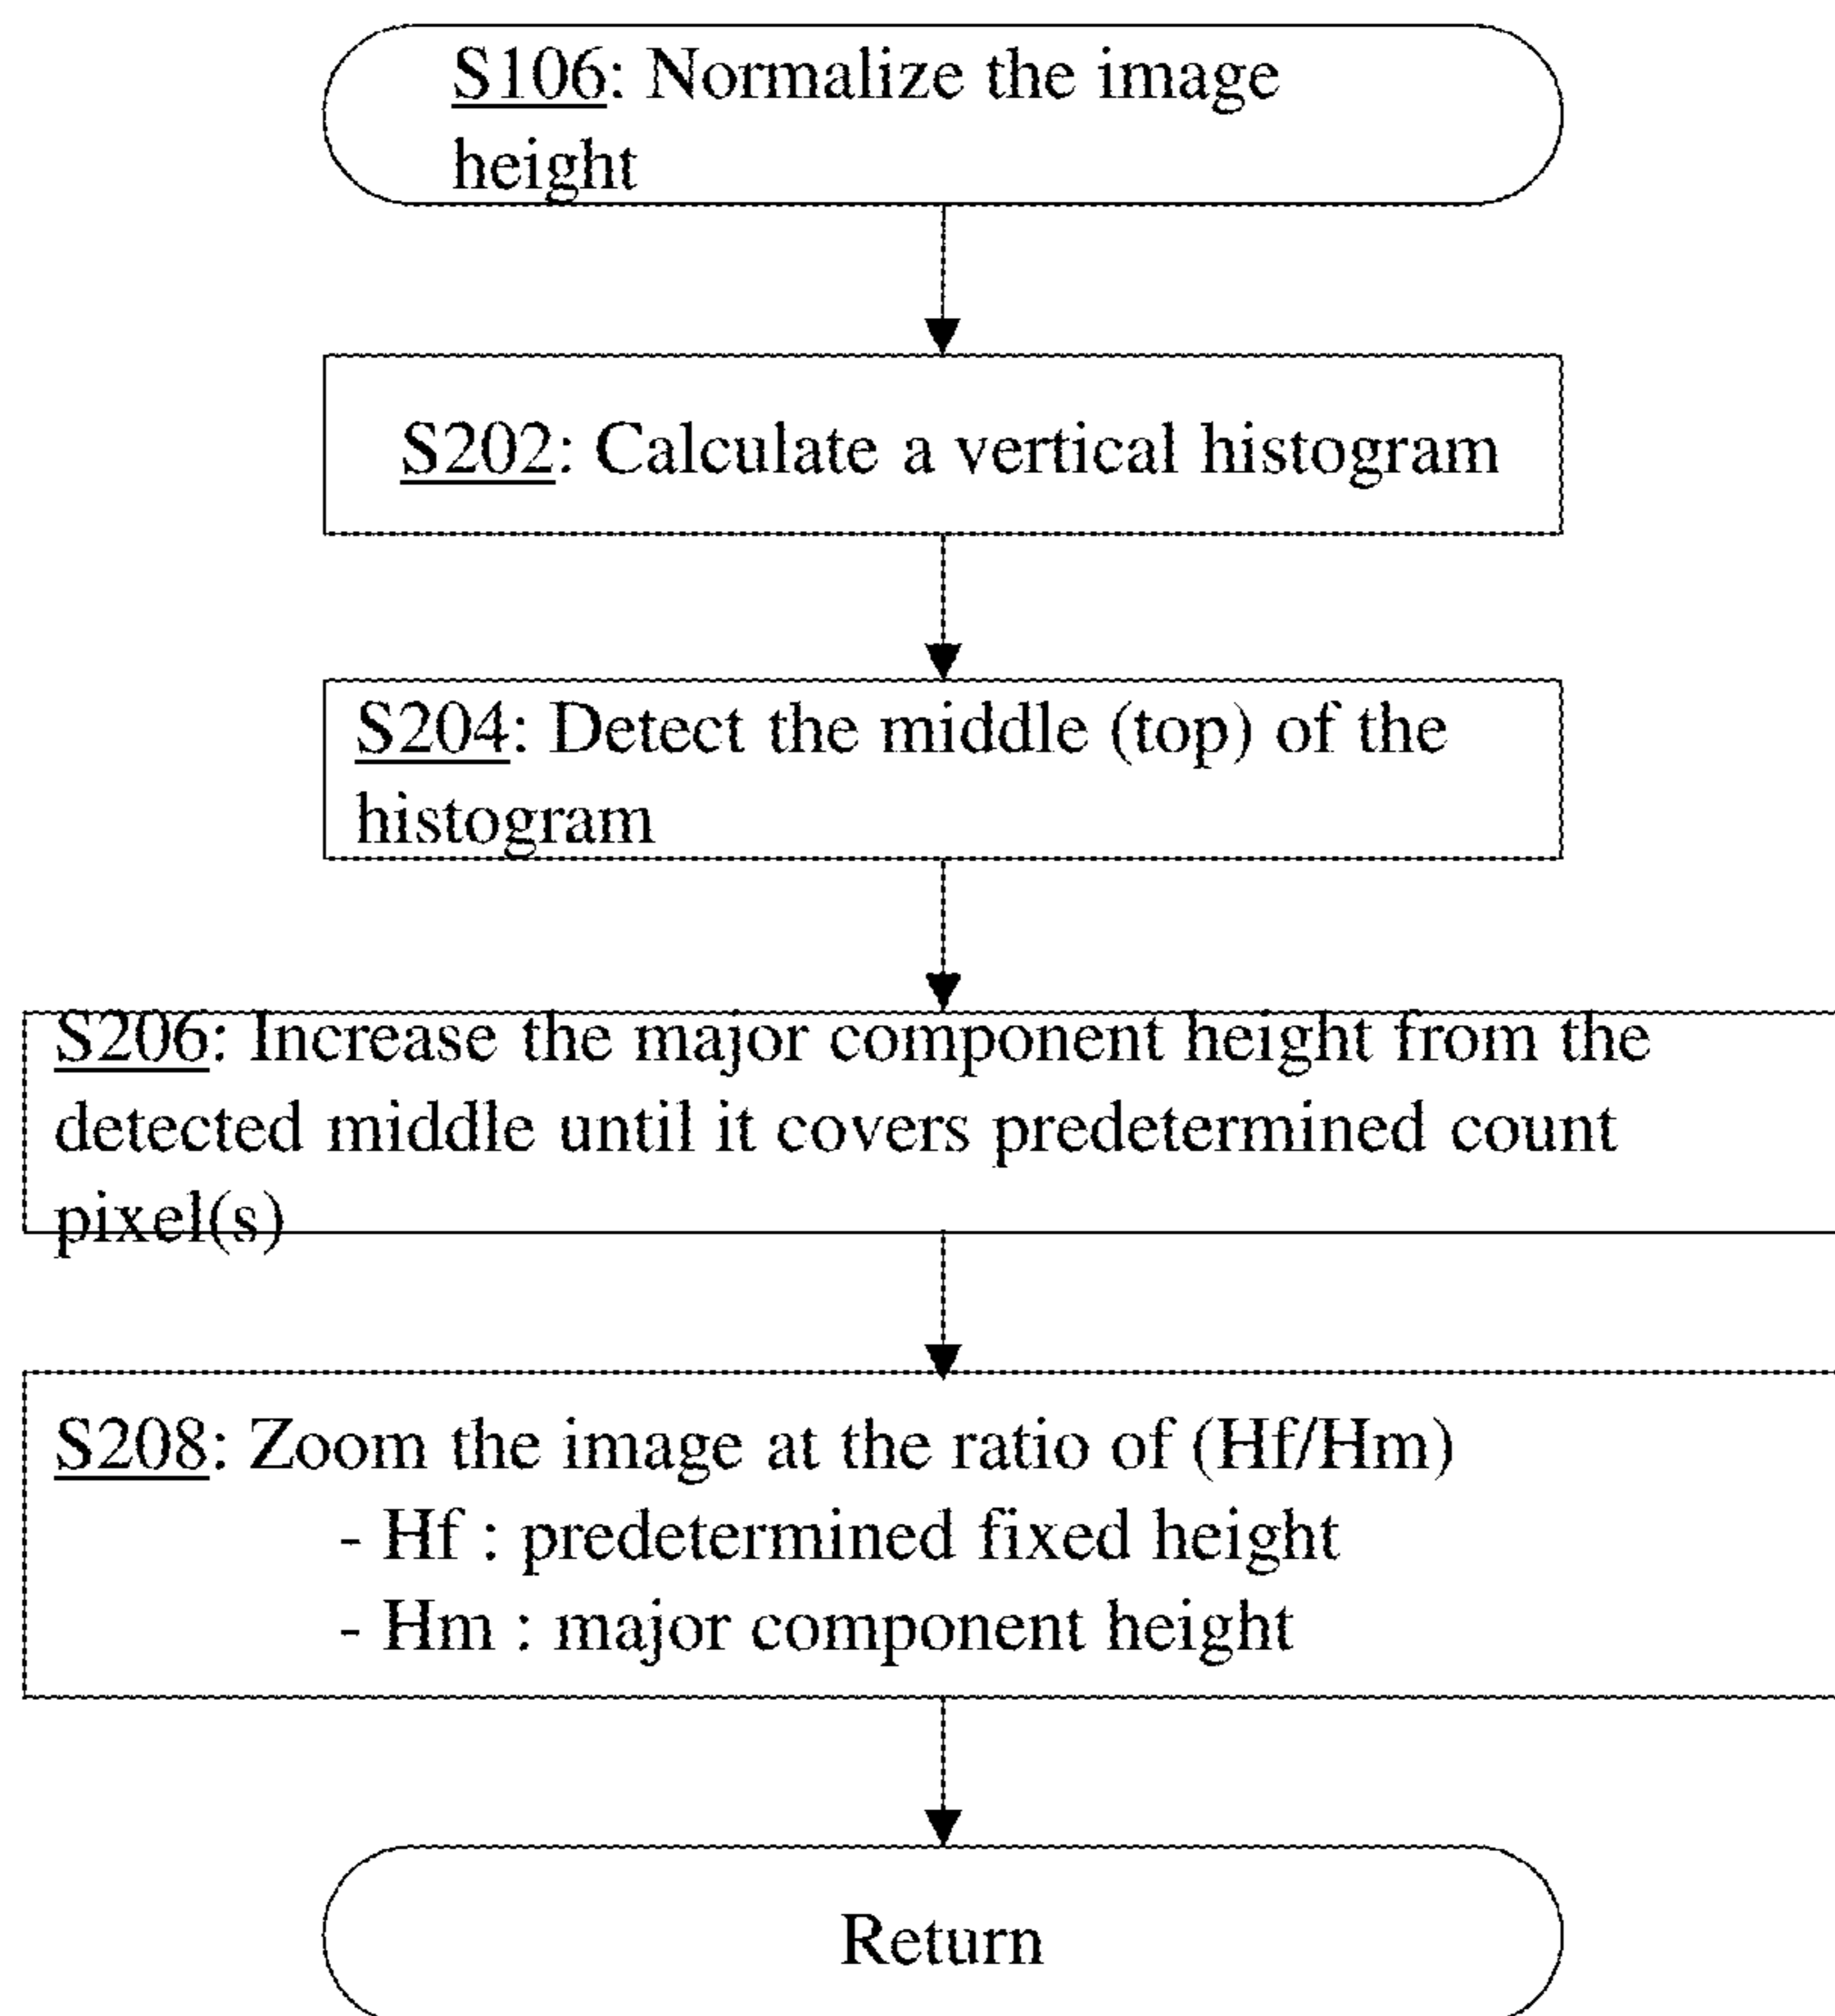 S106: Normalize the image
height
S202: Calculate a vertical histogram
S204: Detect the middle (top) of the
histogram
S206: Increase the major component height from the
detected middle until it covers predetermined count
pixel(s)
S208: Zoom the image at the ratio of (Hf/Hm)
- Hf : predetermined fixed height
- Hm : major component height
Return